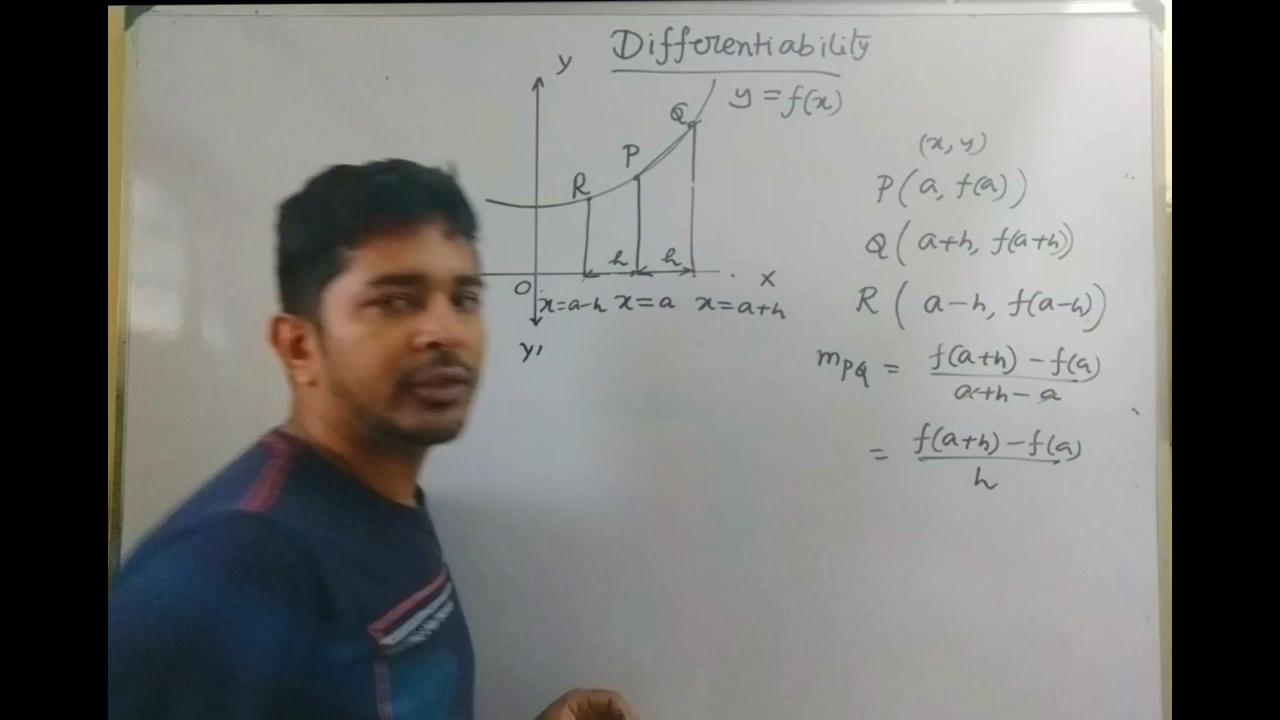 Differentiability
y
y = f(x)
Q
P
R
h h
O
x
x=a-h x=a x=a+h
y'
(x, y)
P(a, f(a))
Q(a+h, f(a+h))
R(a-h, f(a-h))
mPQ = f(a+h) - f(a)
a+h - a
= f(a+h) - f(a)
h